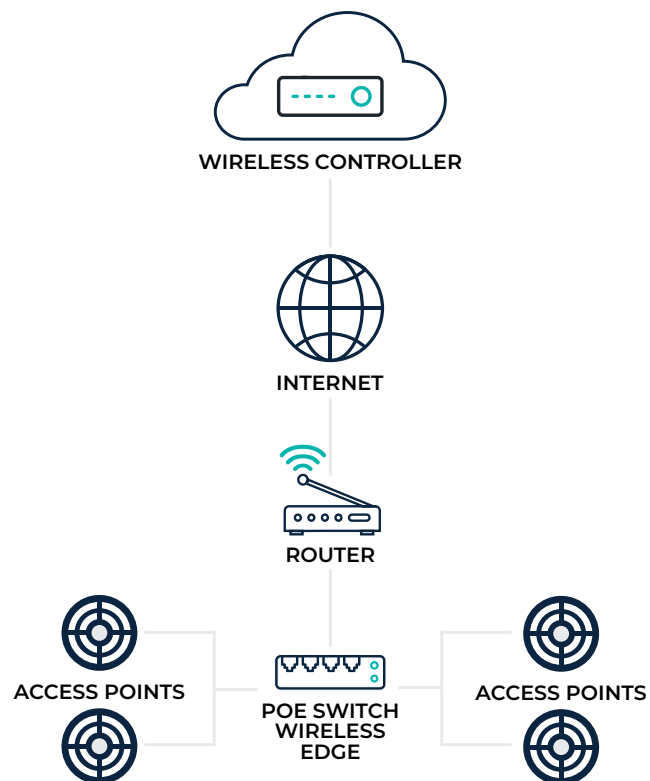 WIRELESS CONTROLLER
INTERNET
ROUTER
ACCESS POINTS
ACCESS POINTS
POE SWITCH
WIRELESS
EDGE